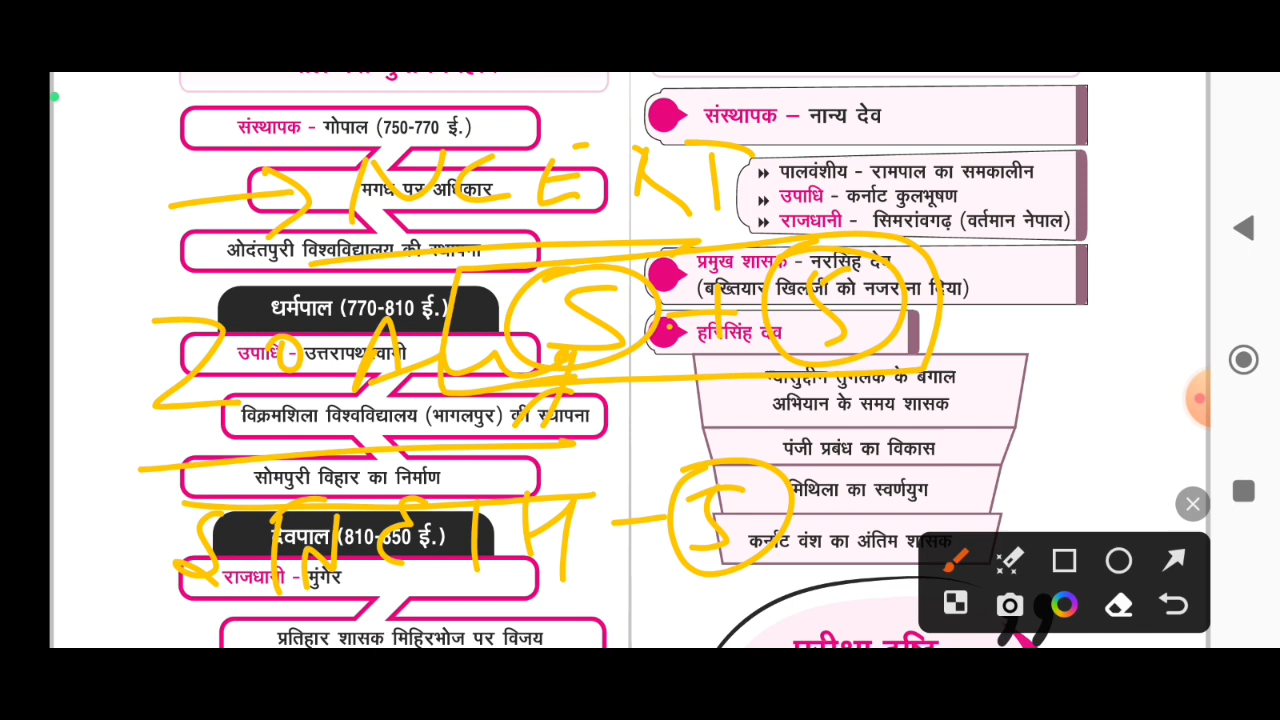 संस्थापक - गोपाल (750-770 ई.)
मगध पर अधिकार
ओदंतपुरी विश्वविद्यालय की स्थापना
धर्मपाल (770-810 ई.)
उपाधि - उत्तरापथस्वामी
विक्रमशिला विश्वविद्यालय (भागलपुर) की स्थापना
सोमपुरी विहार का निर्माण
देवपाल (810-850 ई.)
राजधानी - मुंगेर
प्रतिहार शासक मिहिरभोज पर विजय
संस्थापक – नान्य देव
पालवंशीय - रामपाल का समकालीन
उपाधि - कर्नाट कुलभूषण
राजधानी - सिमरांवगढ़ (वर्तमान नेपाल)
प्रमुख शासक - नरसिंह देव
(बख्तियार खिलजी को नजराना दिया)
हरिसिंह देव
ग्यासुद्दीन तुगलक के बंगाल
अभियान के समय शासक
पंजी प्रबंध का विकास
मिथिला का स्वर्णयुग
कर्नाट वंश का अंतिम शासक
परीक्षा दृष्टि
NCERT
S + S